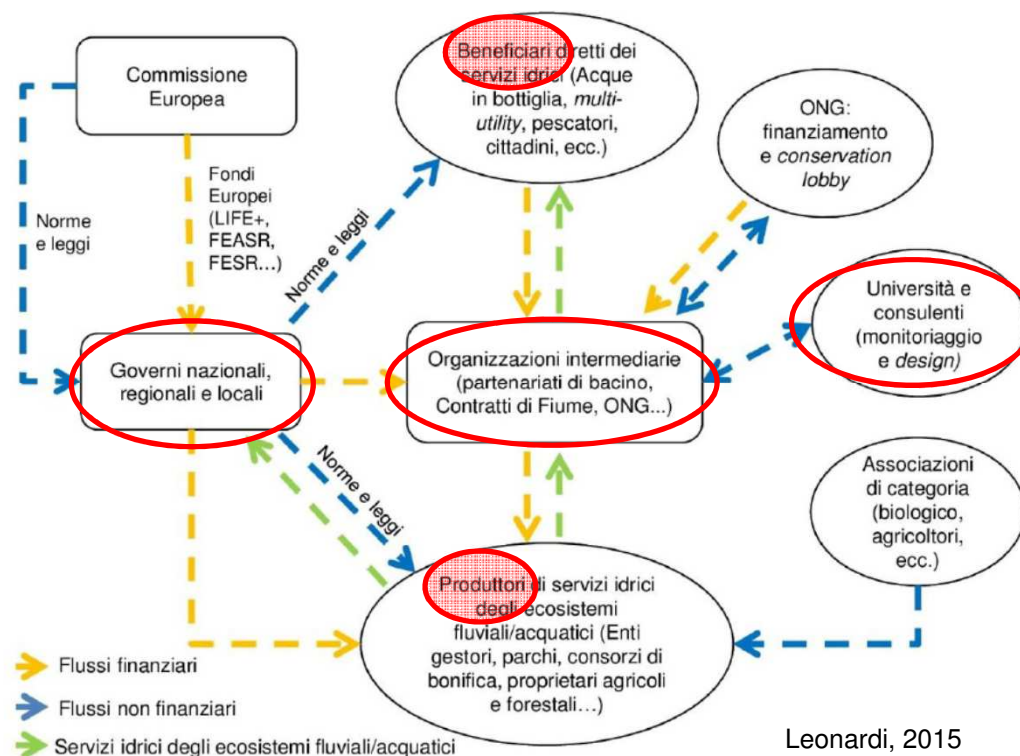 Commissione
Europea
Beneficiari diretti dei
servizi idrici (Acque
in bottiglia, multi-
utility, pescatori,
cittadini, ecc.)
ONG:
finanziamento
e conservation
lobby
Norme
e leggi
Fondi
Europei
(LIFE+,
FEASR,
FESR...)
Norme e leggi
Università e
consulenti
(monitoriaggio
e design)
Governi nazionali,
regionali e locali
Organizzazioni intermediarie
(partenariati di bacino,
Contratti di Fiume, ONG...)
Norme e leggi
Associazioni
di categoria
(biologico,
agricoltori,
ecc.)
Produttori di servizi idrici
degli ecosistemi
fluviali/acquatici (Enti
gestori, parchi, consorzi di
bonifica, proprietari agricoli
e forestali...)
Flussi finanziari
Flussi non finanziari
Servizi idrici degli ecosistemi fluviali/acquatici
Leonardi, 2015